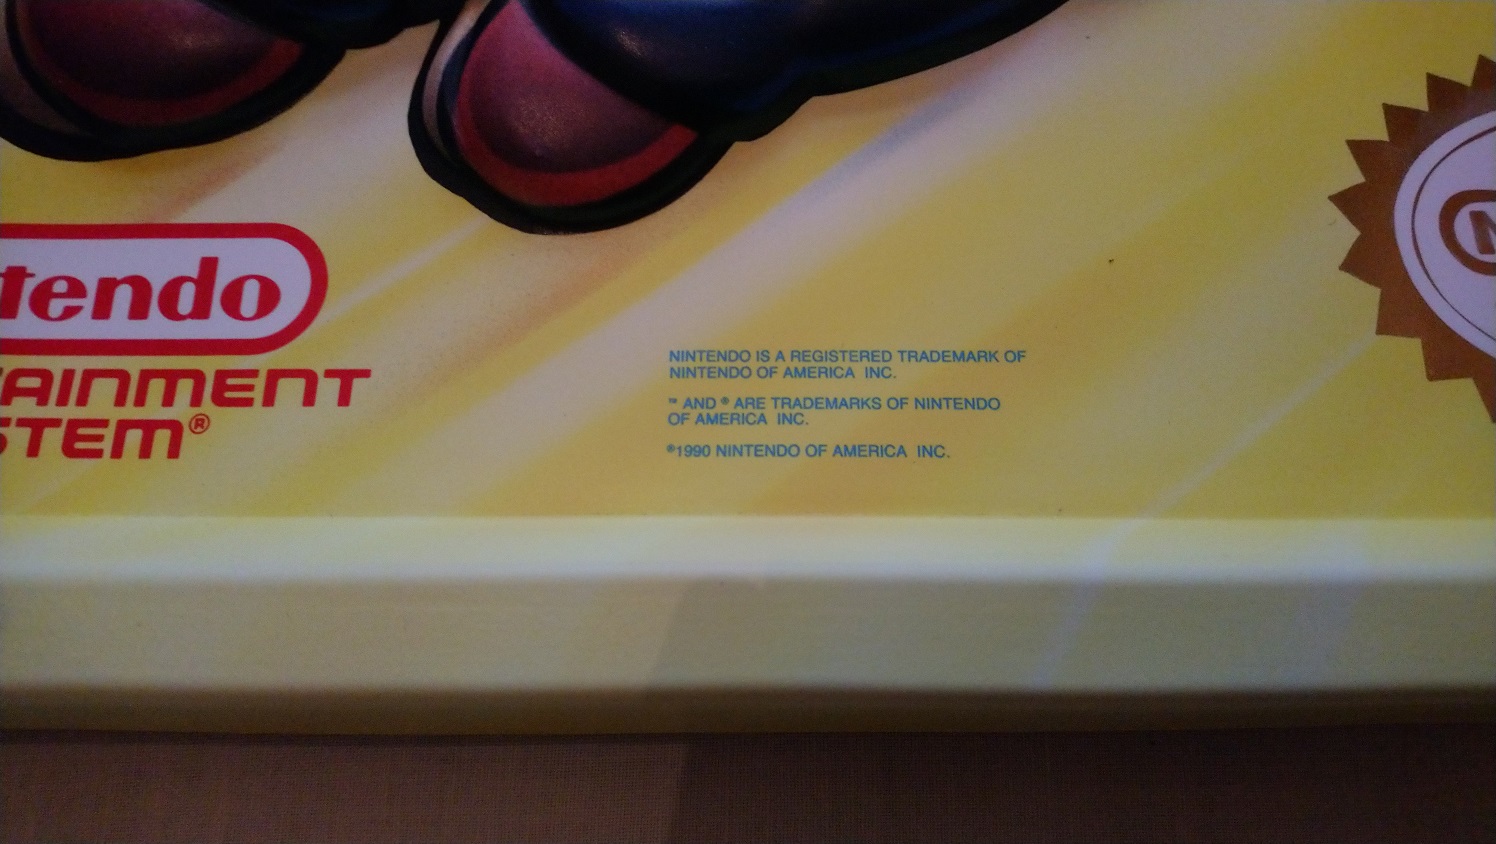 tendo
TAINMENT
STEM®
NINTENDO IS A REGISTERED TRADEMARK OF
NINTENDO OF AMERICA INC.
™ AND ® ARE TRADEMARKS OF NINTENDO
OF AMERICA INC.
©1990 NINTENDO OF AMERICA INC.
N